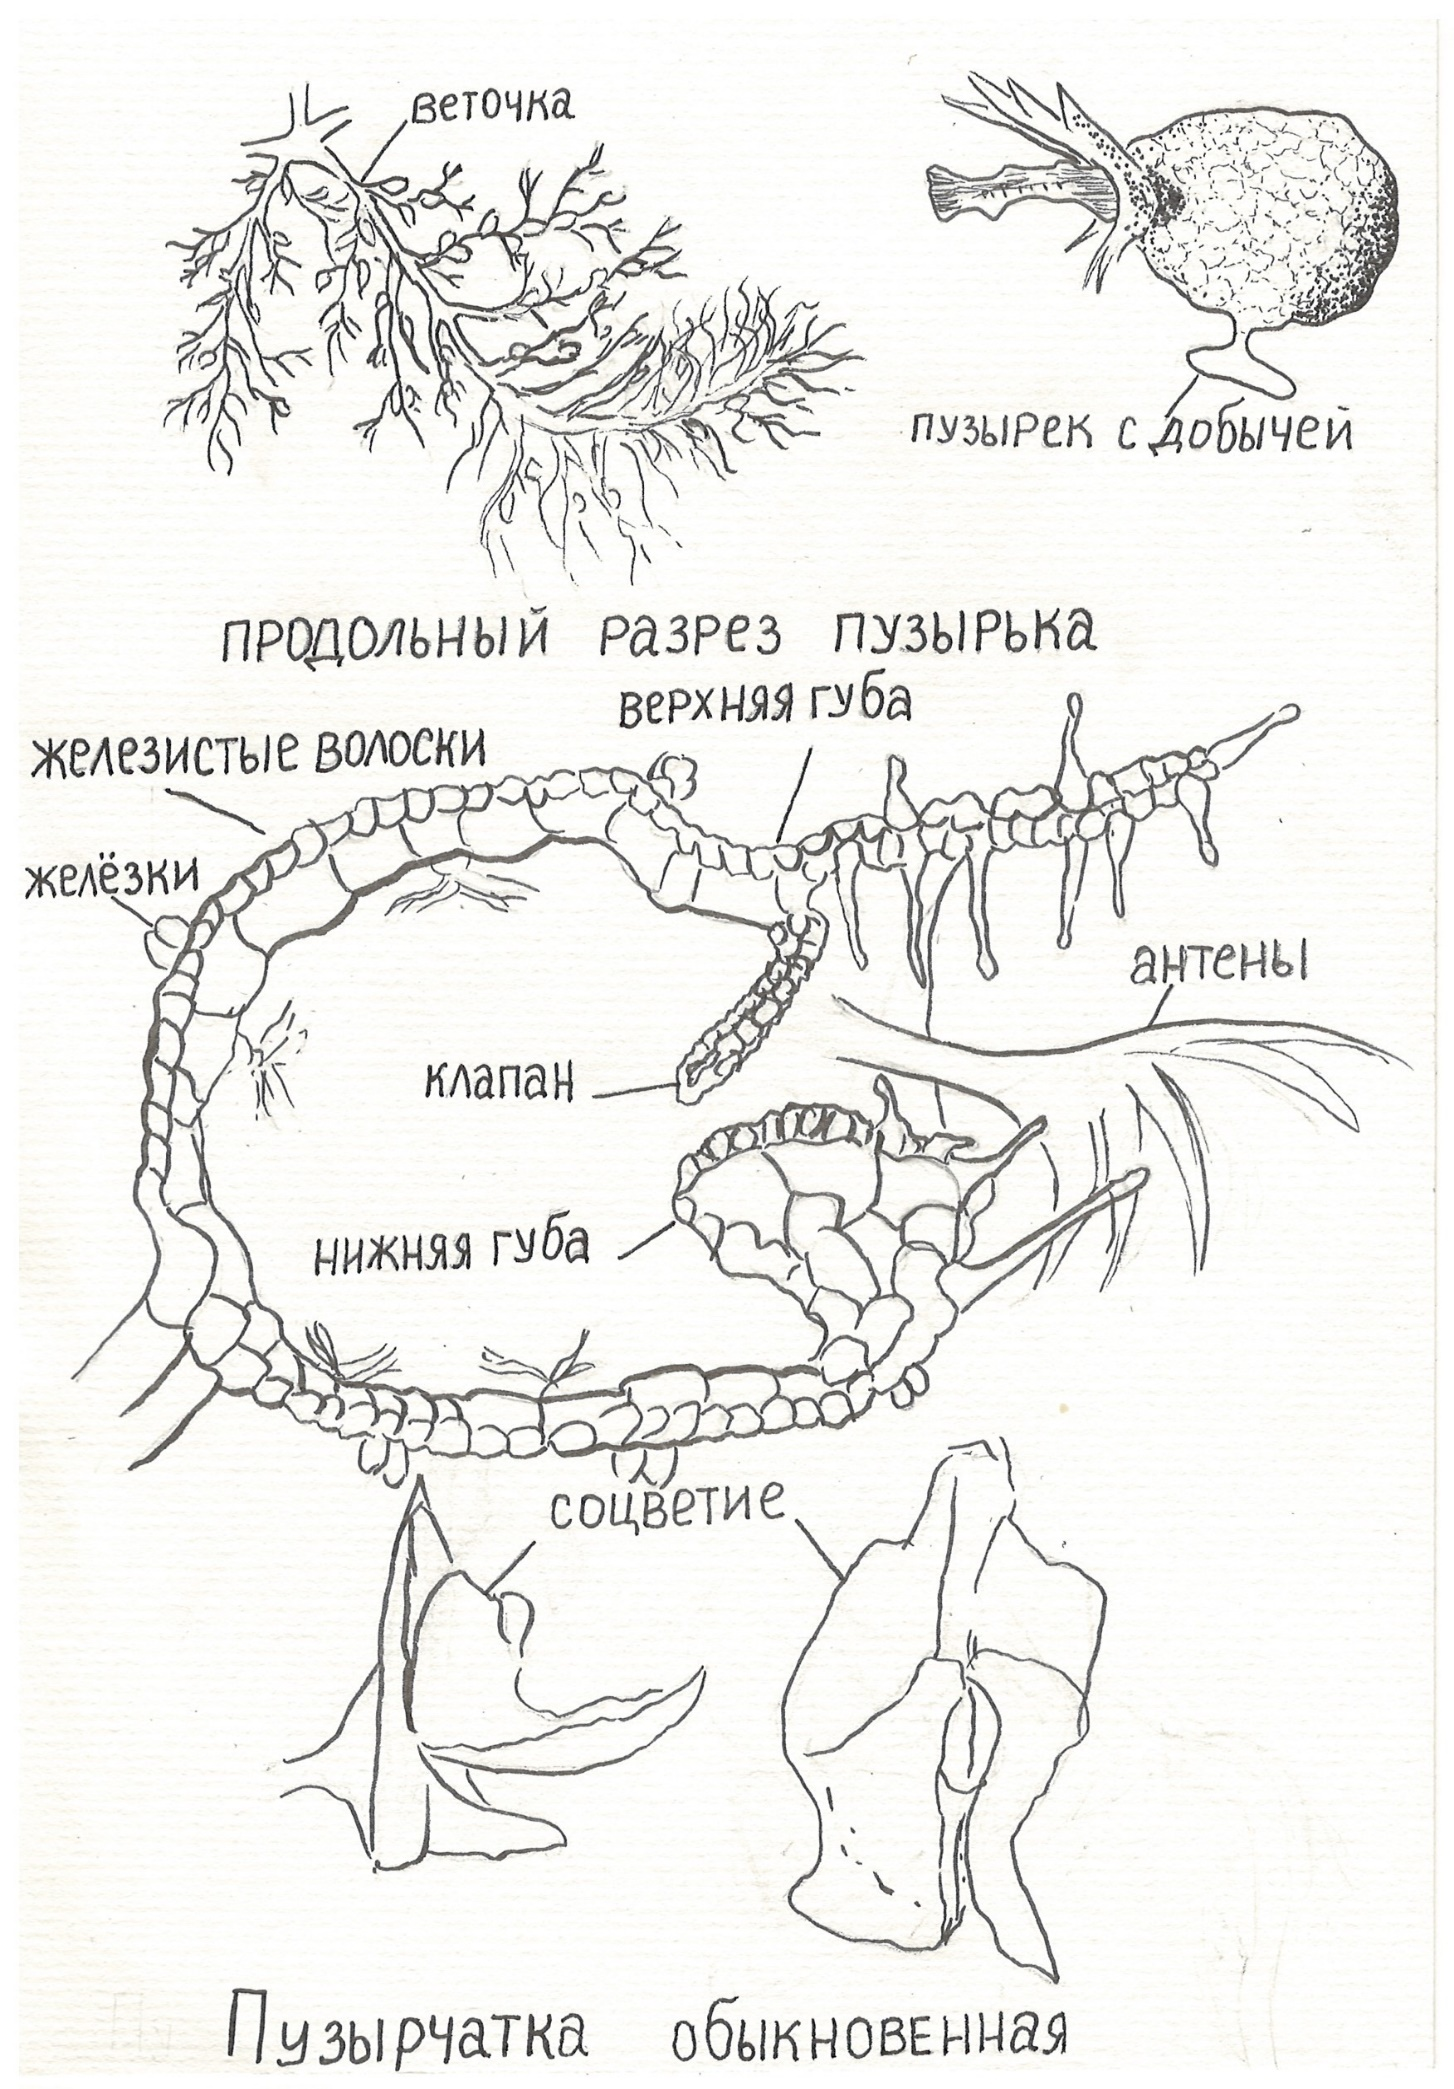 веточка
пузырек с добычей
продольный разрез пузырька
верхняя губа
железистые волоски
желёзки
антены
клапан
нижняя губа
соцветие
Пузырчатка обыкновенная